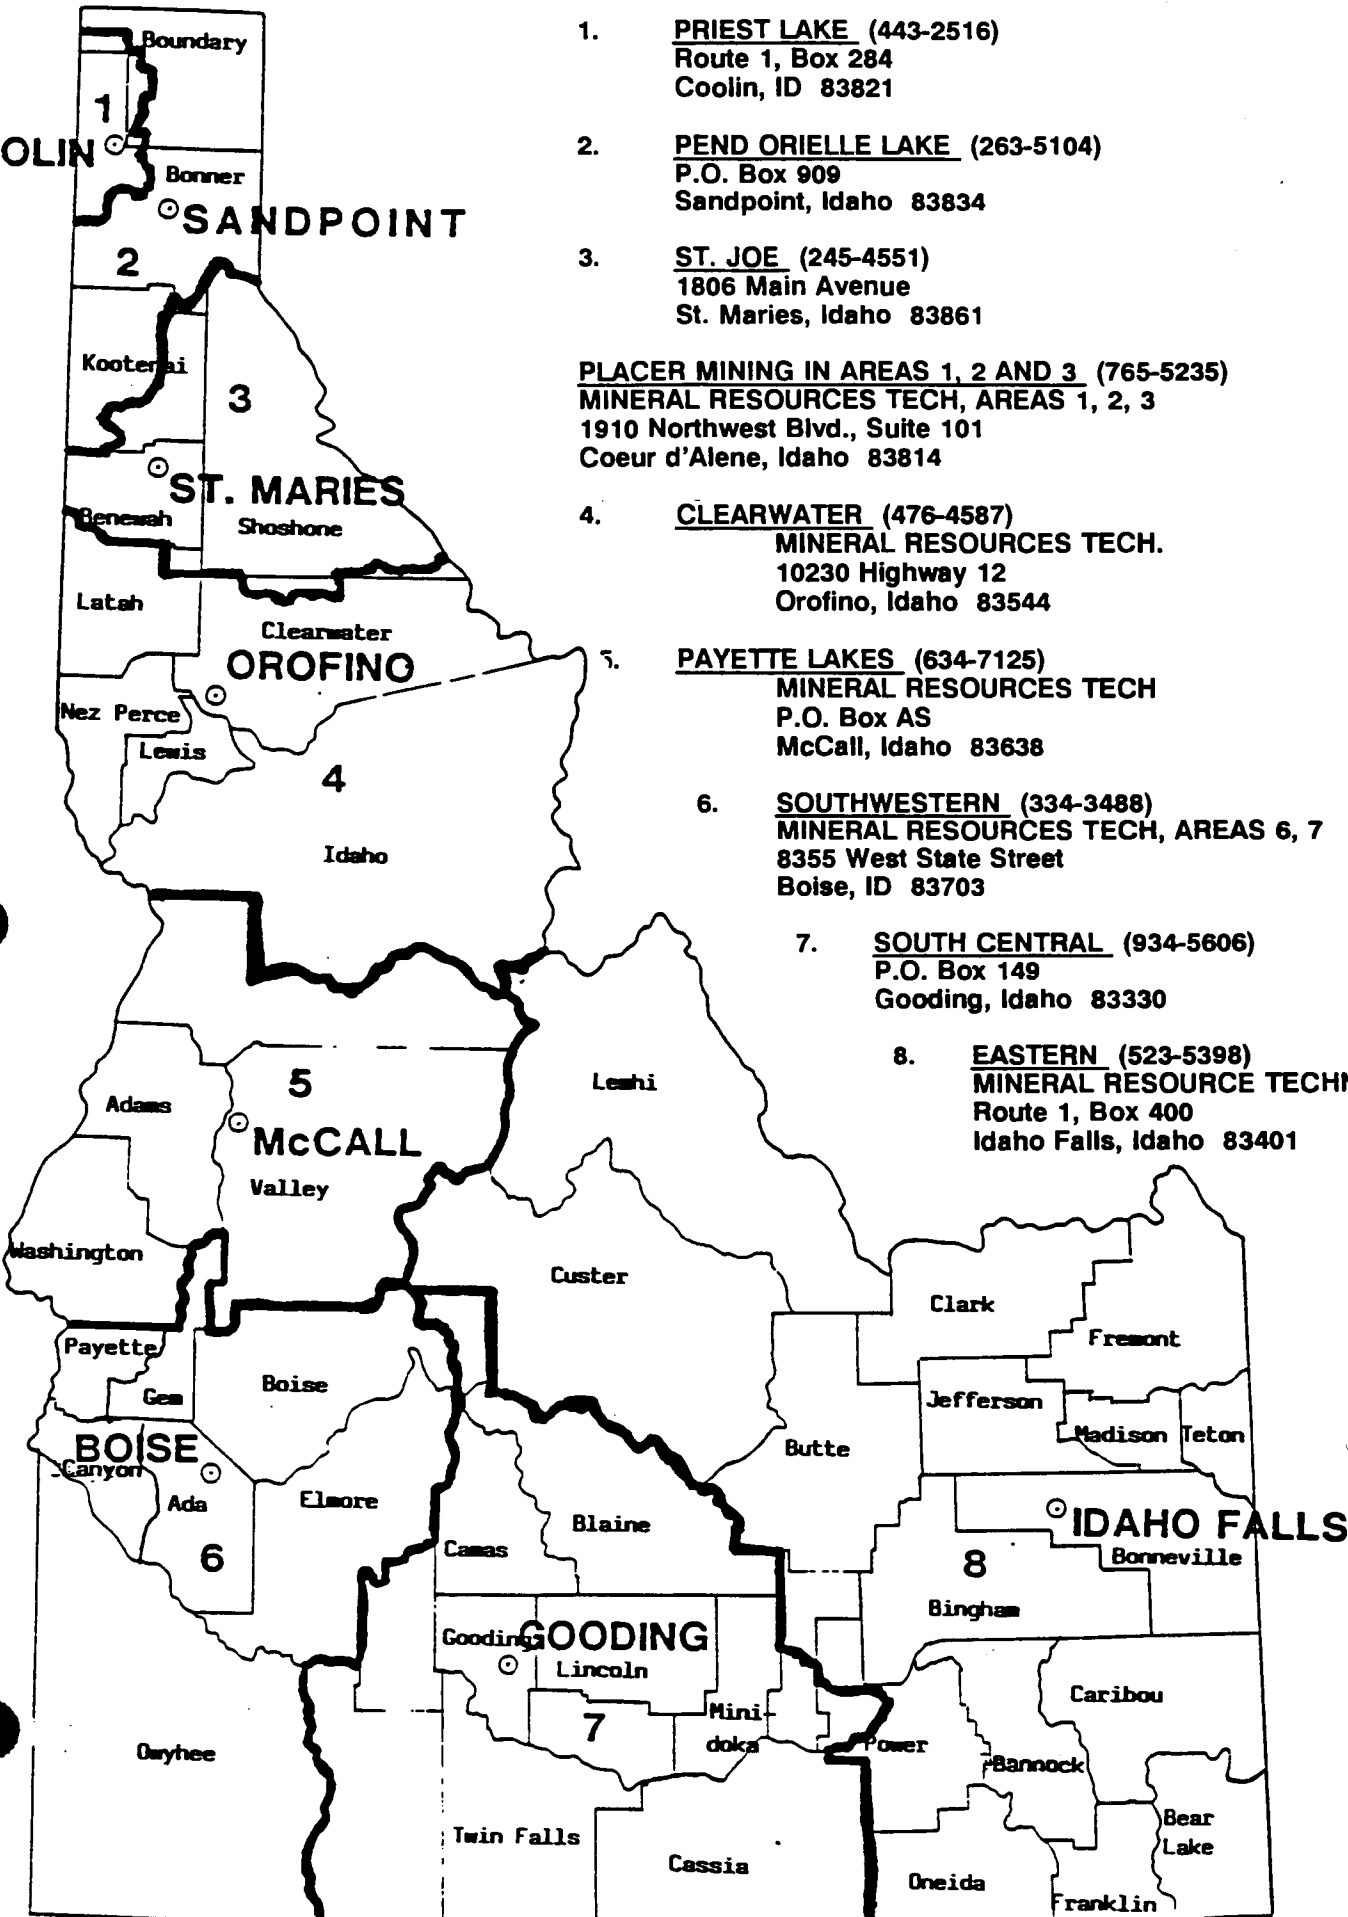 1. PRIEST LAKE (443-2516)
Route 1, Box 284
Coolin, ID 83821
2. PEND ORIELLE LAKE (263-5104)
P.O. Box 909
Sandpoint, Idaho 83834
3. ST. JOE (245-4551)
1806 Main Avenue
St. Maries, Idaho 83861
PLACER MINING IN AREAS 1, 2 AND 3 (765-5235)
MINERAL RESOURCES TECH, AREAS 1, 2, 3
1910 Northwest Blvd., Suite 101
Coeur d'Alene, Idaho 83814
4. CLEARWATER (476-4587)
MINERAL RESOURCES TECH.
10230 Highway 12
Orofino, Idaho 83544
5. PAYETTE LAKES (634-7125)
MINERAL RESOURCES TECH
P.O. Box AS
McCall, Idaho 83638
6. SOUTHWESTERN (334-3488)
MINERAL RESOURCES TECH, AREAS 6, 7
8355 West State Street
Boise, ID 83703
7. SOUTH CENTRAL (934-5606)
P.O. Box 149
Gooding, Idaho 83330
8. EASTERN (523-5398)
MINERAL RESOURCE TECH
Route 1, Box 400
Idaho Falls, Idaho 83401
Boundary
1
OLIN
Bonner
SANDPOINT
2
Kootenai
3
ST. MARIES
Benewah
Shoshone
Latah
Clearwater
OROFINO
Nez Perce
Lewis
4
Idaho
5
Lemhi
Adams
McCALL
Valley
Washington
Custer
Clark
Fremont
Payette
Boise
Gem
Jefferson
Madison
Teton
BOISE
Butte
Canyon
Ada
Elmore
IDAHO FALLS
Blaine
Camas
6
8
Bonneville
Bingham
Gooding
GOODING
Lincoln
Caribou
Mini-
doka
7
Power
Owyhee
Bannock
Bear
Lake
Twin Falls
Cassia
Oneida
Franklin